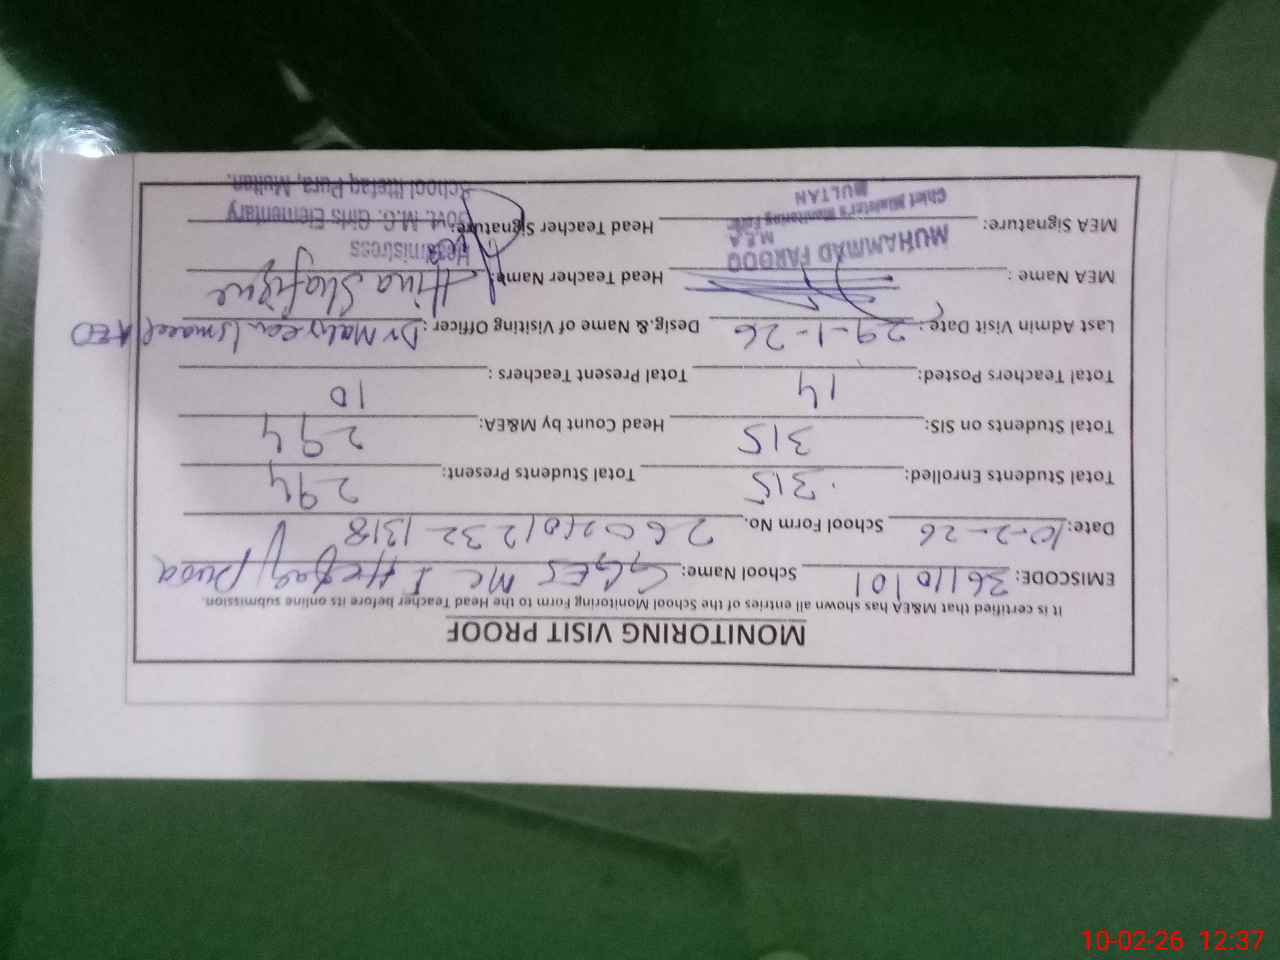 MONITORING VISIT PROOF
It is certified that M&EA has shown all entries of the School Monitoring Form to the Head Teacher before its online submission.
EMISCODE: 36110101 School Name: GGES MC Ittefaq Pura
Date: 10-2-26 School Form No. 2602101232-1318
Total Students Enrolled: 315 Total Students Present: 294
Total Students on SIS: 315 Head Count by M&EA: 294
Total Teachers Posted: 14 Total Present Teachers: 10
Last Admin Visit Date: 29-1-26 Desig.& Name of Visiting Officer: Dr Ismaeel AEO
MEA Name : Head Teacher Name: Hina Shafique
MUHAMMAD FAROOQ
M.E.A
Chief Minister's Monitoring Force
MULTAN
MEA Signature: Head Teacher Signature:
Headmistress
Govt. M.C. Girls Elementary
School Ittefaq Pura, Multan.
10-02-26 12:37